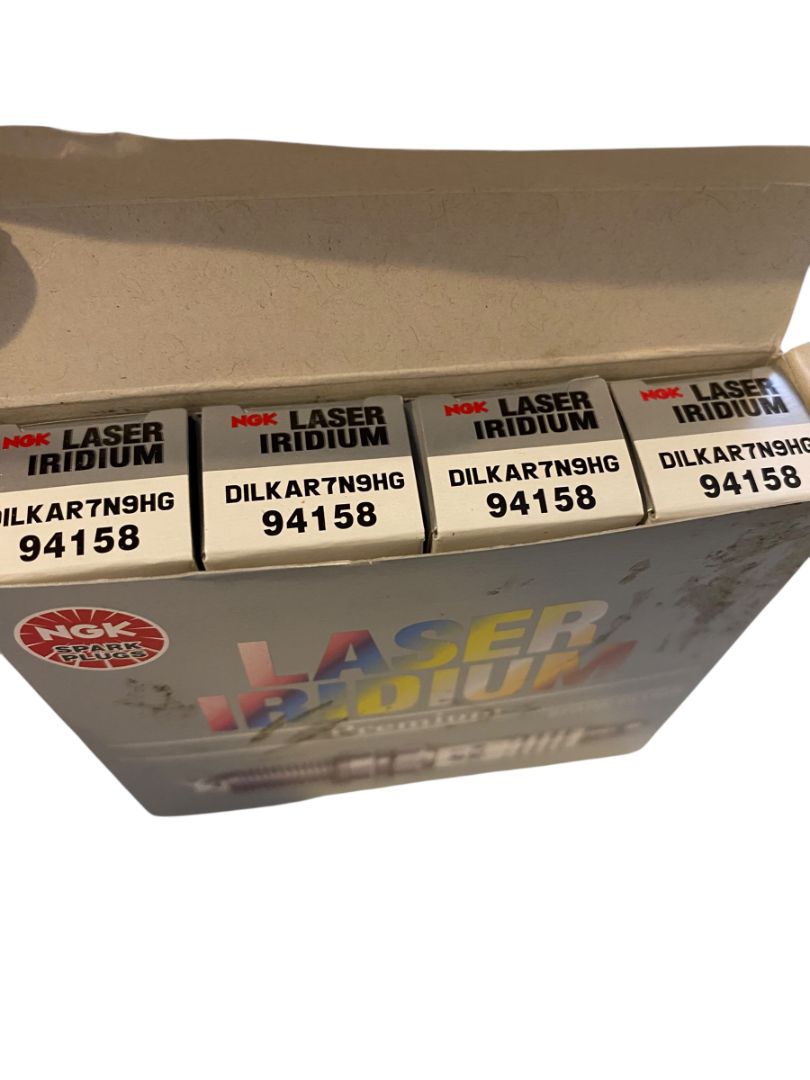 NGK LASER
IRIDIUM
DILKAR7N9HG
94158
NGK LASER
IRIDIUM
DILKAR7N9HG
94158
NGK LASER
IRIDIUM
DILKAR7N9HG
94158
NGK LASER
IRIDIUM
DILKAR7N9HG
94158
NGK
SPARK
PLUGS
LASER
IRIDIUM
Premium